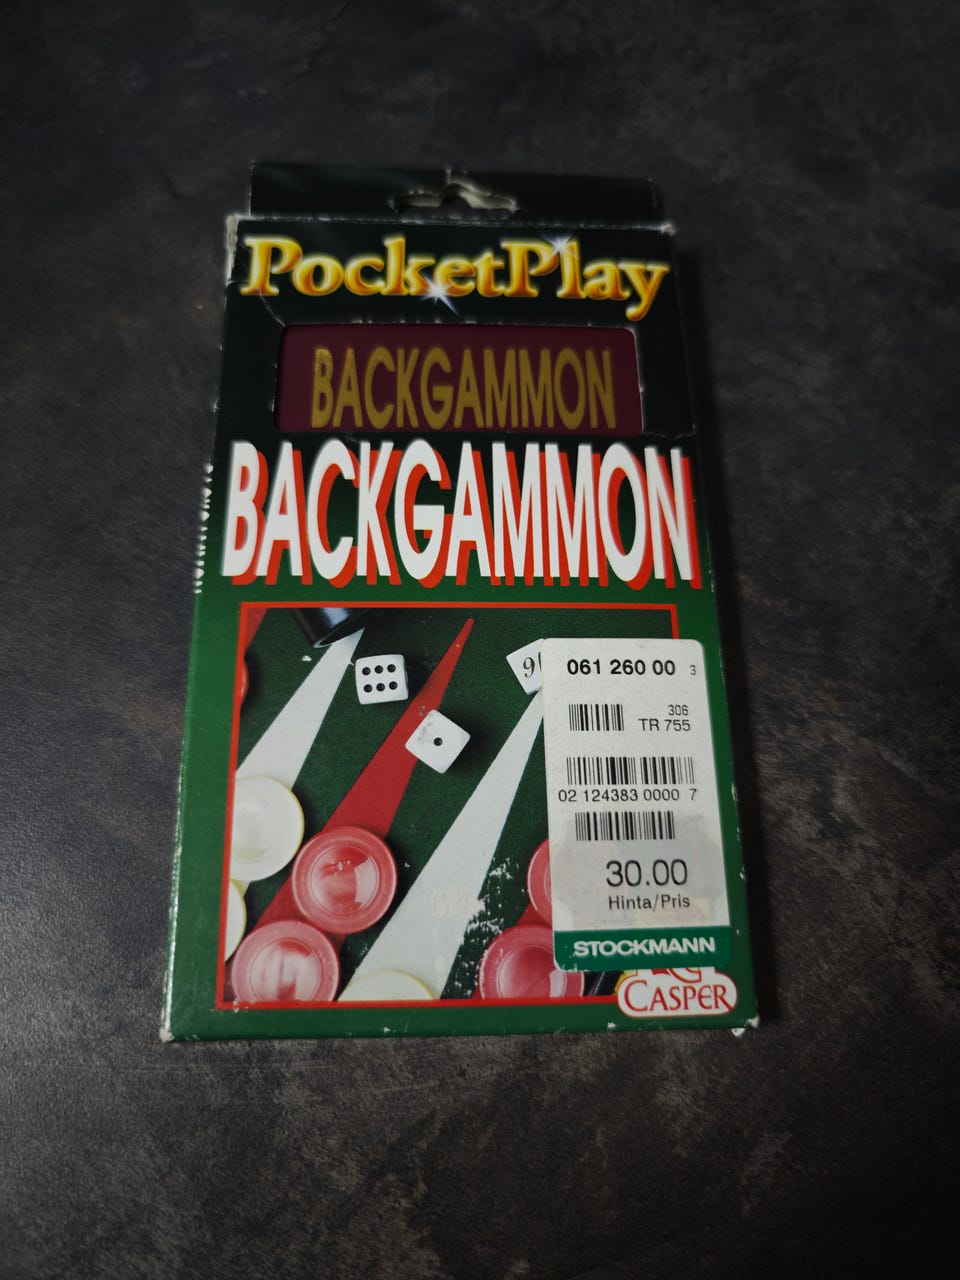 PocketPlay
BACKGAMMON
BACKGAMMON
061 260 00 3
306
TR 755
02 124383 0000 7
30.00
Hinta/Pris
STOCKMANN
CASPER